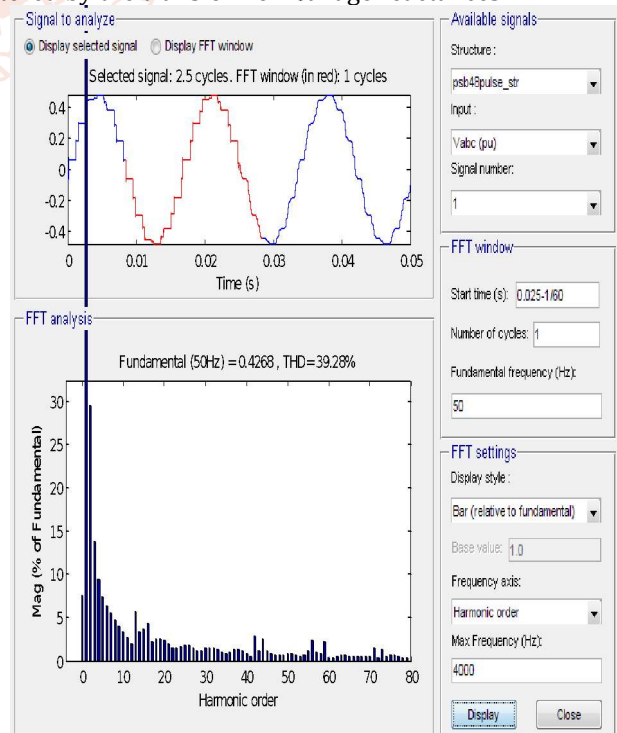 Signal to analyze
Display selected signal Display FFT window
Selected signal: 2.5 cycles. FFT window (in red): 1 cycles
0.4
0.2
0
-0.2
-0.4
0 0.01 0.02 0.03 0.04 0.05
Time (s)
FFT analysis
Fundamental (50Hz) = 0.4268 , THD= 39.28%
30
25
20
15
10
5
0
Mag (% of Fundamental)
0 10 20 30 40 50 60 70 80
Harmonic order
Available signals
Structure :
psb48pulse_str
Input :
Vabc (pu)
Signal number:
1
FFT window
Start time (s): 0.025-1/60
Number of cycles: 1
Fundamental frequency (Hz):
50
FFT settings
Display style :
Bar (relative to fundamental)
Base value: 1.0
Frequency axis:
Harmonic order
Max Frequency (Hz):
4000
Display Close